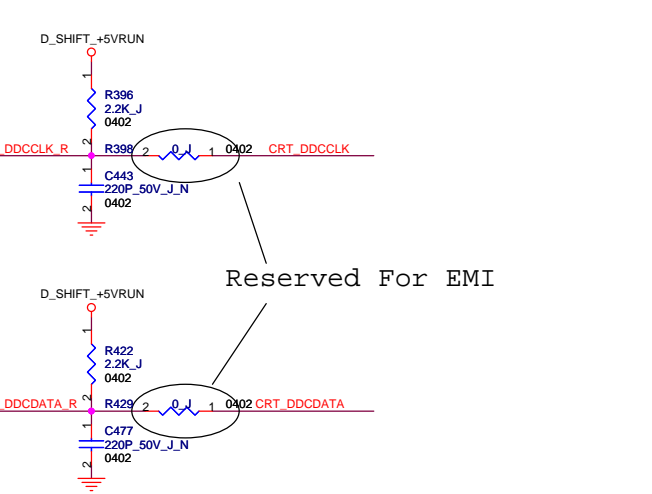 D_SHIFT_+5VRUN
1
R396
2.2K_J
0402
2
DDCCLK_R R398 2 0_J 1 0402 CRT_DDCCLK
1
C443
220P_50V_J_N
2
0402
Reserved For EMI
D_SHIFT_+5VRUN
1
R422
2.2K_J
0402
2
_DDCDATA_R R429 2 0_J 1 0402 CRT_DDCDATA
1
C477
220P_50V_J_N
2
0402